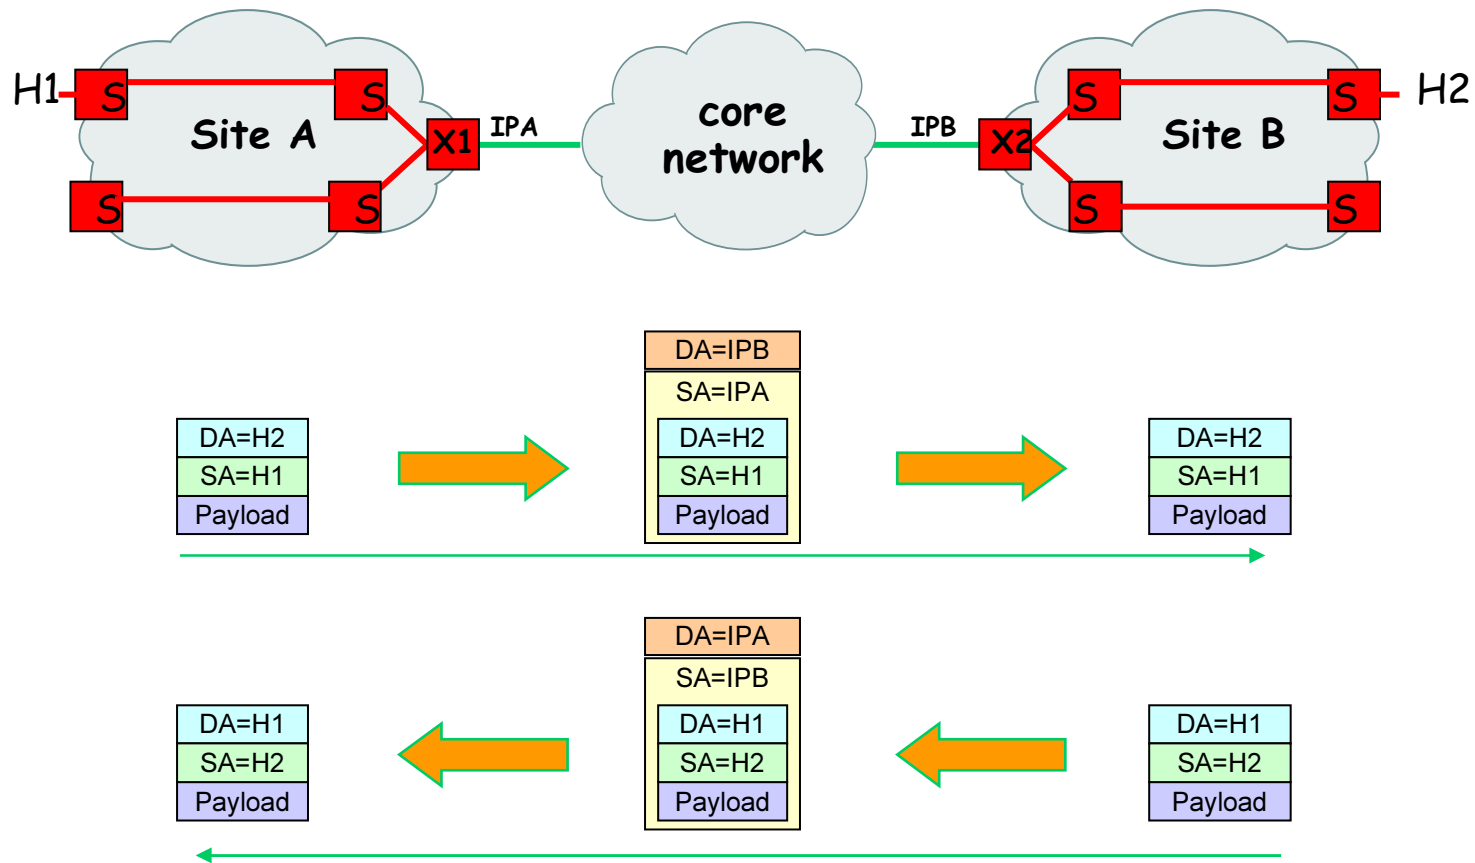 H1
S
S
Site A
X1
IPA
S
S
core
network
IPB
X2
S
S
Site B
S
S
H2
DA=IPB
SA=IPA
DA=H2
SA=H1
Payload
DA=H2
SA=H1
Payload
DA=H2
SA=H1
Payload
DA=IPA
SA=IPB
DA=H1
SA=H2
Payload
DA=H1
SA=H2
Payload
DA=H1
SA=H2
Payload